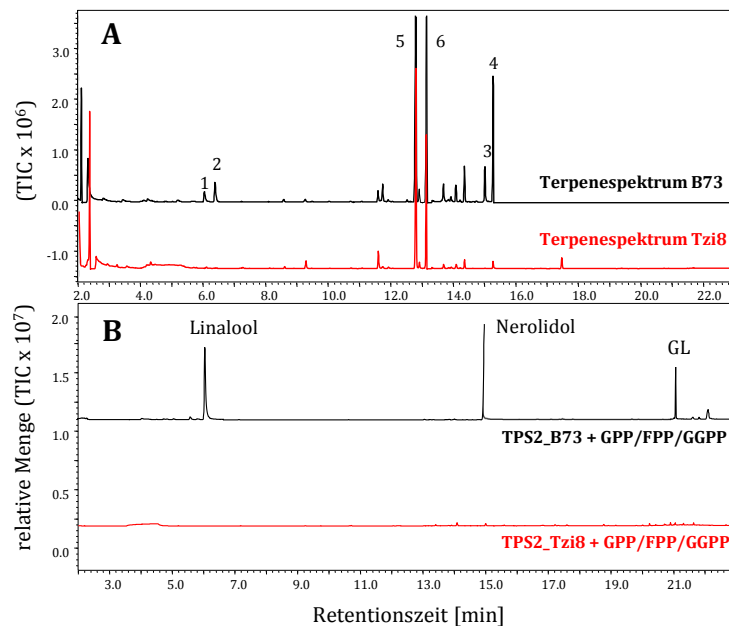 A
5
6
4
3
2
1
3.0
2.0
1.0
0.0
-1.0
(TIC x 10⁶)
Terpenespektrum B73
Terpenespektrum Tzi8
2.0 4.0 6.0 8.0 10.0 12.0 14.0 16.0 18.0 20.0 22.0
B
Linalool
Nerolidol
GL
2.0
1.5
1.0
0.5
0.0
relative Menge (TIC x 10⁷)
TPS2_B73 + GPP/FPP/GGPP
TPS2_Tzi8 + GPP/FPP/GGPP
3.0 5.0 7.0 9.0 11.0 13.0 15.0 17.0 19.0 21.0
Retentionszeit [min]